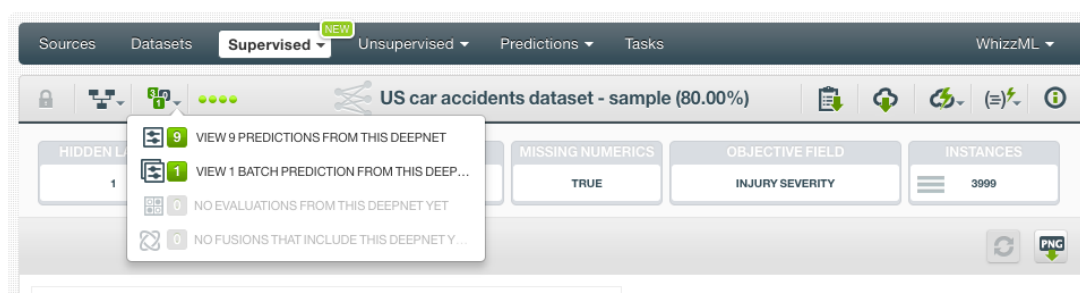 NEW
Sources Datasets Supervised Unsupervised Predictions Tasks WhizzML
US car accidents dataset - sample (80.00%)
9 VIEW 9 PREDICTIONS FROM THIS DEEPNET
1 VIEW 1 BATCH PREDICTION FROM THIS DEEP...
0 NO EVALUATIONS FROM THIS DEEPNET YET
0 NO FUSIONS THAT INCLUDE THIS DEEPNET Y...
HIDDEN L
1
MISSING NUMERICS
TRUE
OBJECTIVE FIELD
INJURY SEVERITY
INSTANCES
3999
PNG